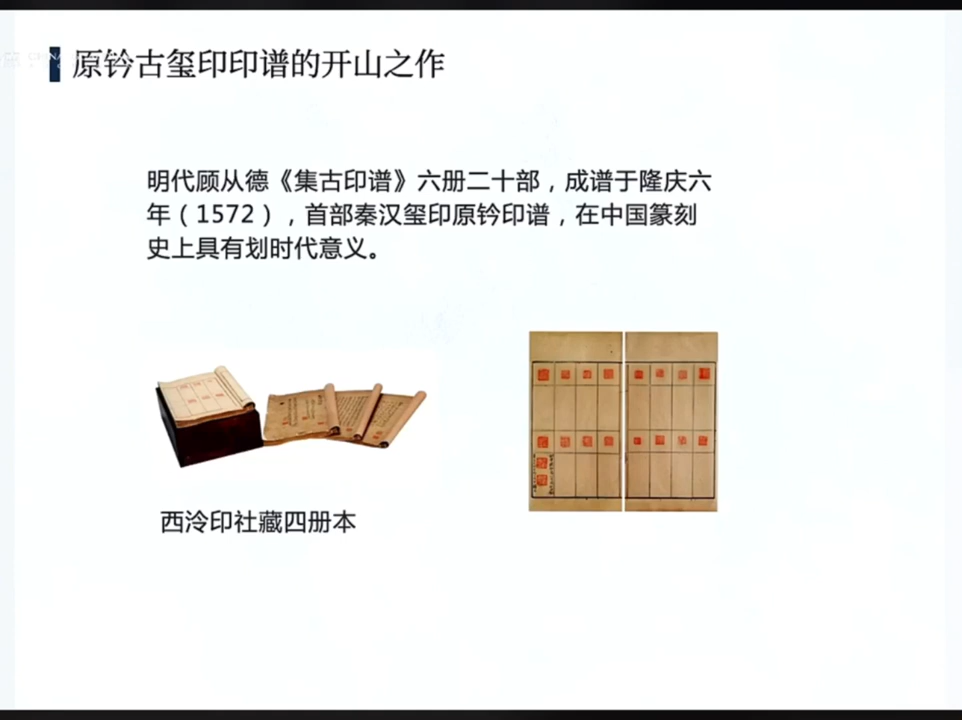 原钤古玺印印谱的开山之作
明代顾从德《集古印谱》六册二十部，成谱于隆庆六
年（1572），首部秦汉玺印原钤印谱，在中国篆刻
史上具有划时代意义。
西泠印社藏四册本